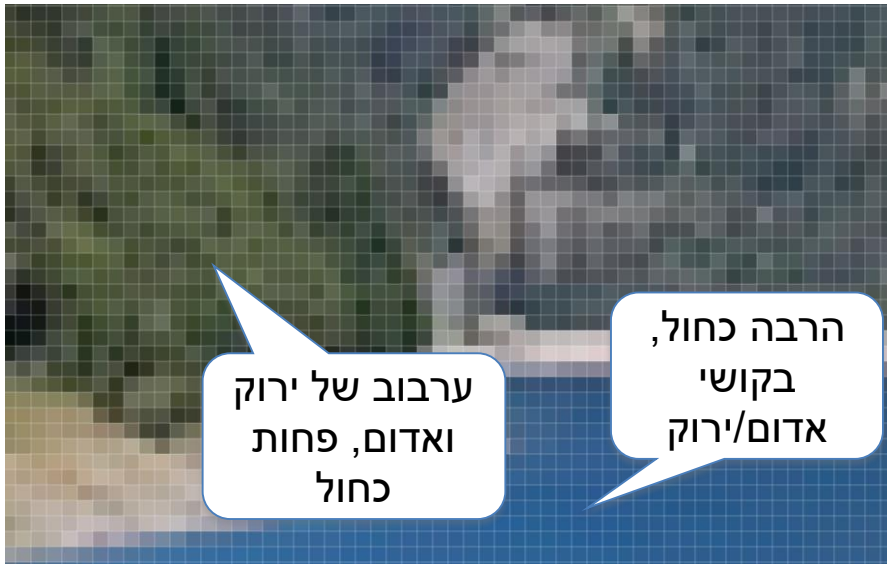 הרבה כחול,
בקושי
אדום/ירוק
ערבוב של ירוק
ואדום, פחות
כחול